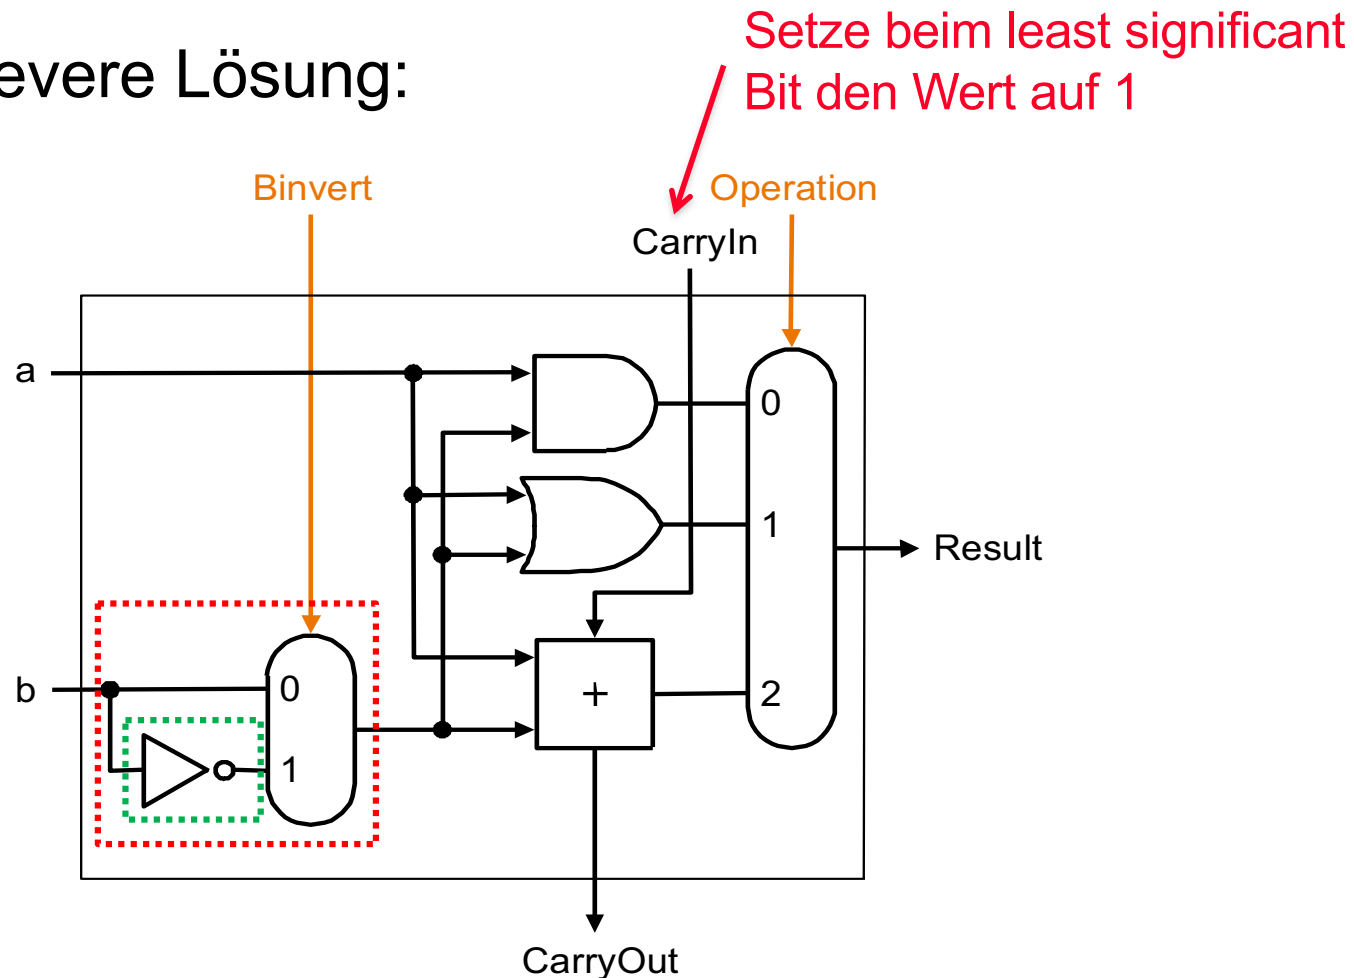 Setze beim least significant
Bit den Wert auf 1
evere Lösung:
Binvert
Operation
CarryIn
a
0
1
Result
b
0
1
+
2
CarryOut